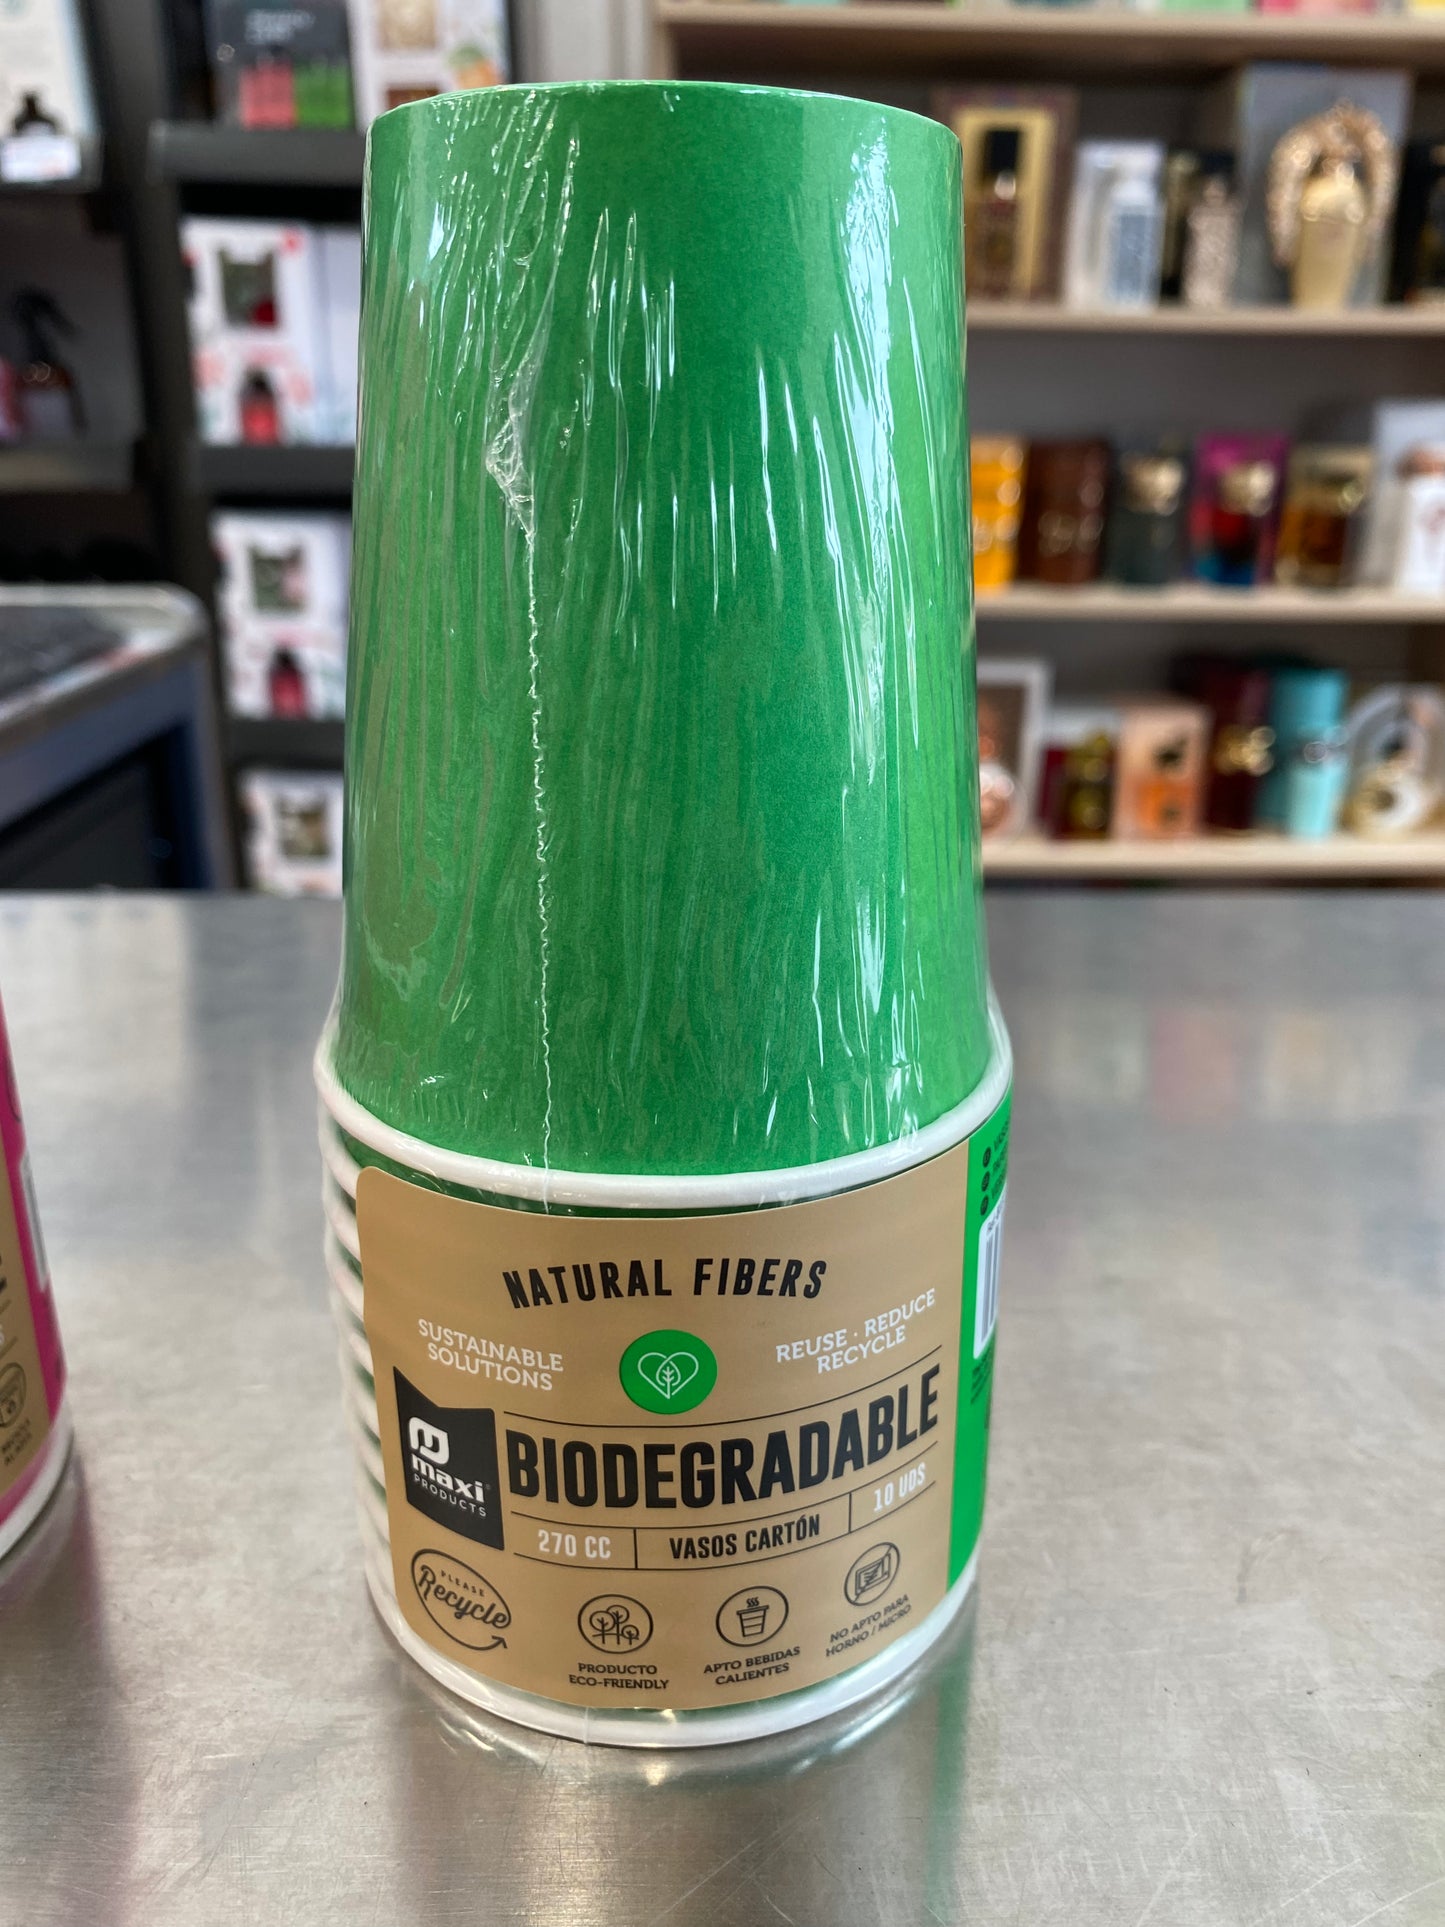 NATURAL FIBERS
SUSTAINABLE
SOLUTIONS
REUSE · REDUCE
RECYCLE
maxi
PRODUCTS
BIODEGRADABLE
270 CC
VASOS CARTÓN
10 UDS
PLEASE
Recycle
PRODUCTO
ECO-FRIENDLY
APTO BEBIDAS
CALIENTES
NO APTO PARA
HORNO / MICRO